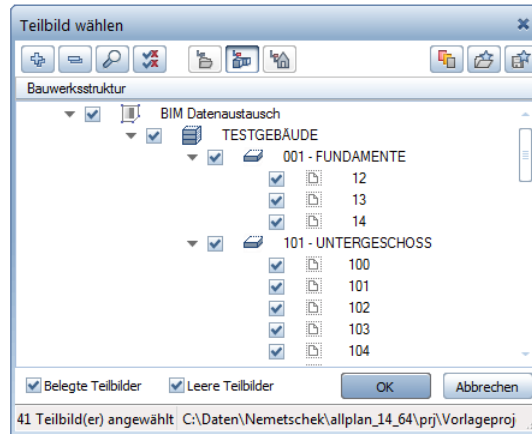 Teilbild wählen
Bauwerksstruktur
BIM Datenaustausch
TESTGEBÄUDE
001 - FUNDAMENTE
12
13
14
101 - UNTERGESCHOSS
100
101
102
103
104
Belegte Teilbilder Leere Teilbilder OK Abbrechen
41 Teilbild(er) angewählt C:\Daten\Nemetschek\allplan_14_64\prj\Vorlageproj